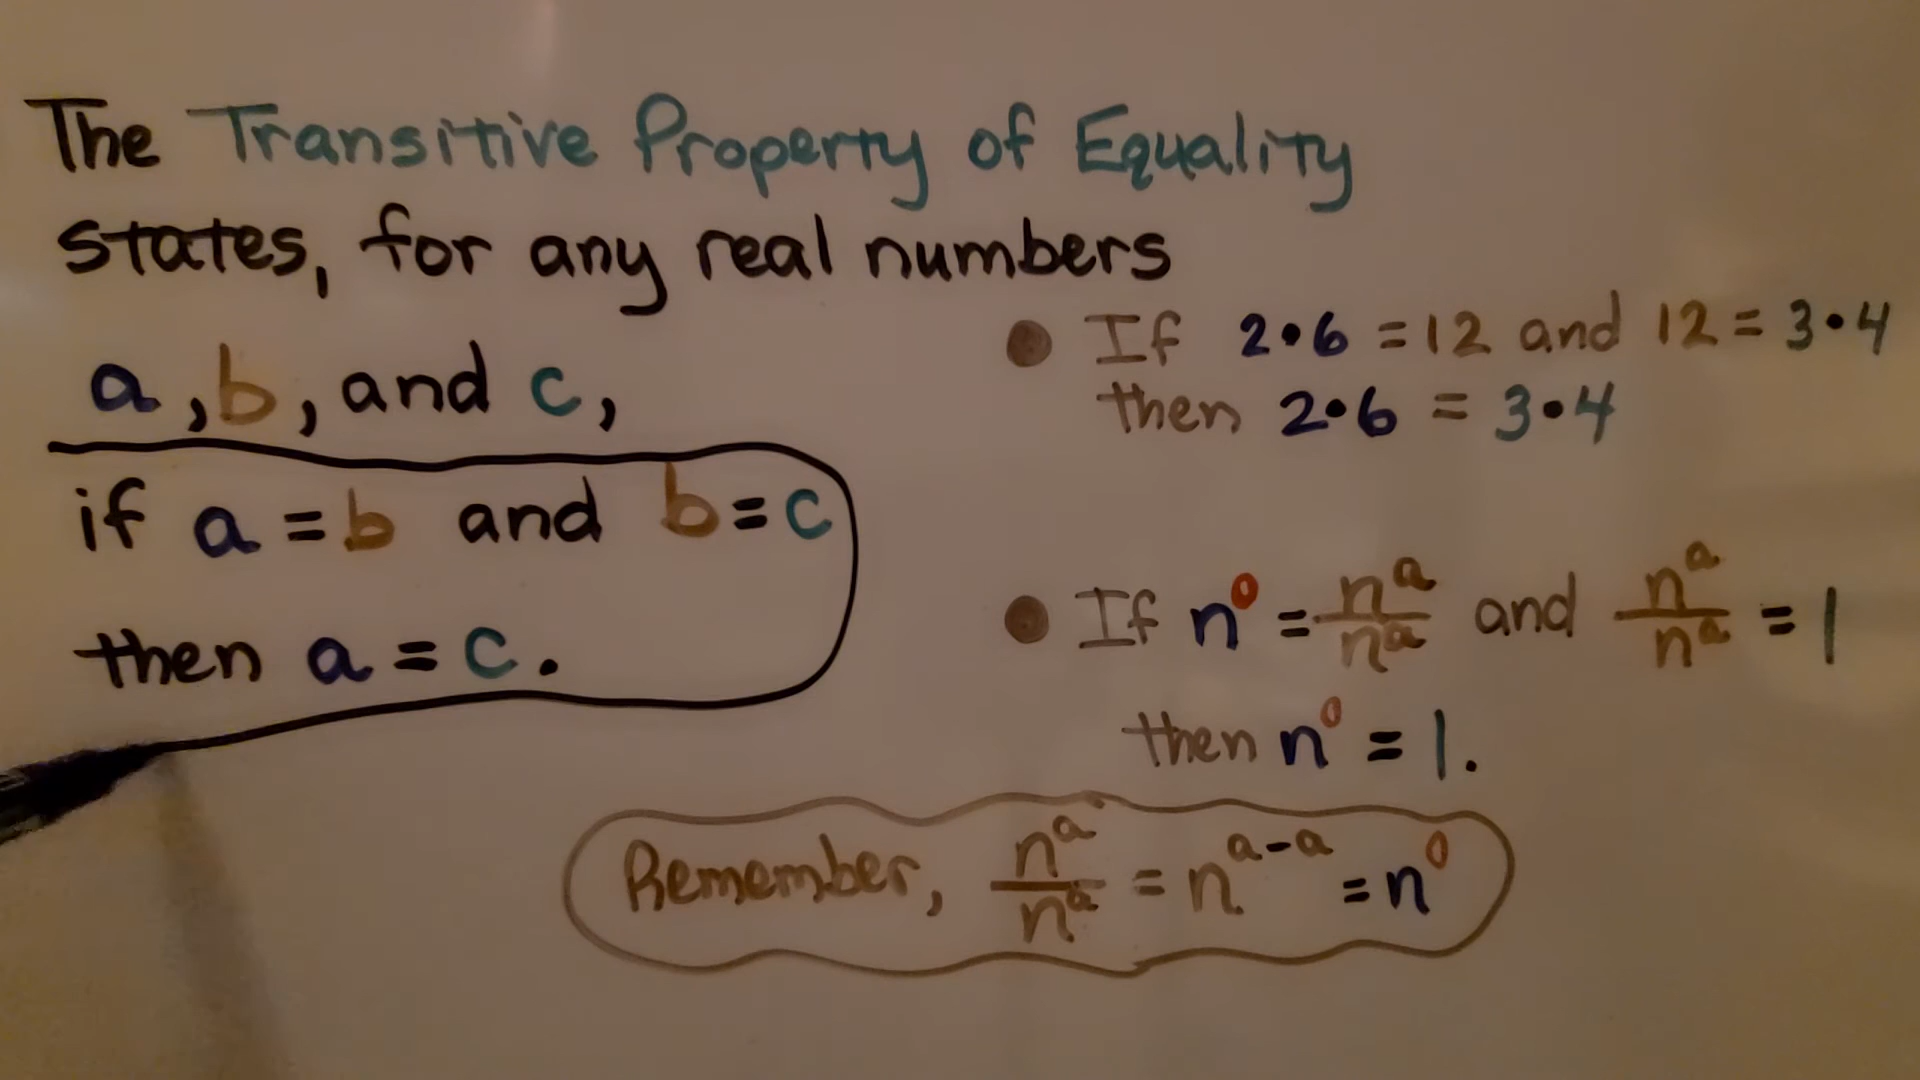 The Transitive Property of Equality
states, for any real numbers
a, b, and c,
if a = b and b = c
then a = c.
• If 2•6 = 12 and 12 = 3•4
then 2•6 = 3•4
• If n⁰ = nᵃ/nᵃ and nᵃ/nᵃ = 1
then n⁰ = 1.
Remember, nᵃ/nᵃ = nᵃ⁻ᵃ = n⁰